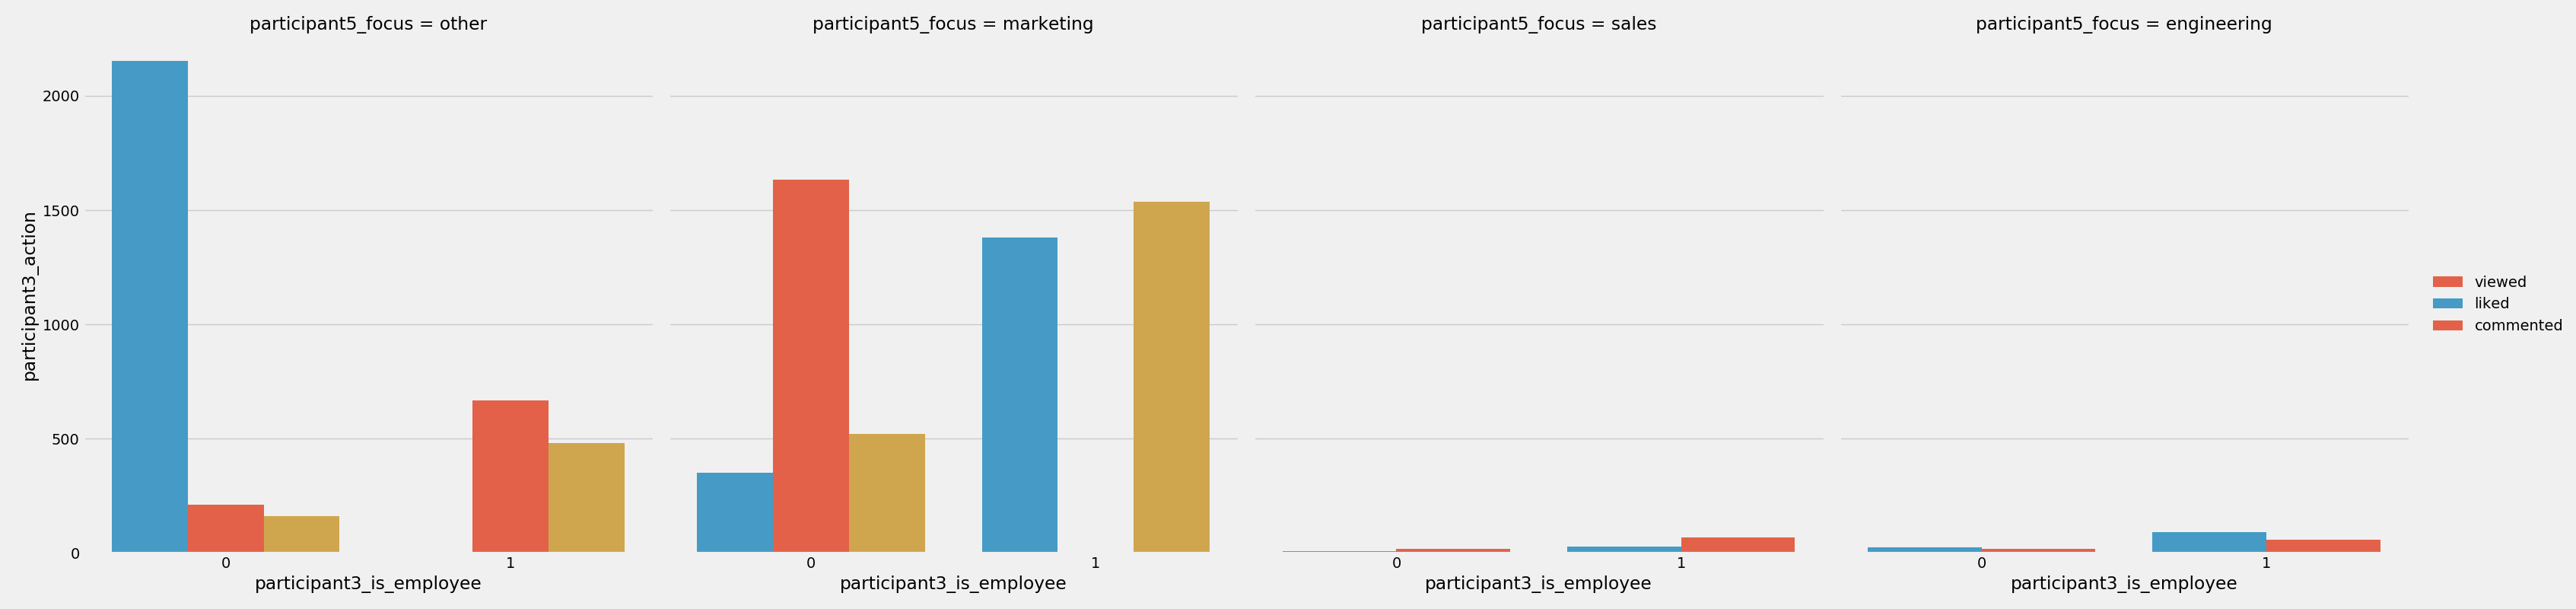 participant5_focus = other
participant5_focus = marketing
participant5_focus = sales
participant5_focus = engineering
participant3_action
2000
1500
1000
500
0
0
1
0
1
0
1
0
1
participant3_is_employee
participant3_is_employee
participant3_is_employee
participant3_is_employee
viewed
liked
commented